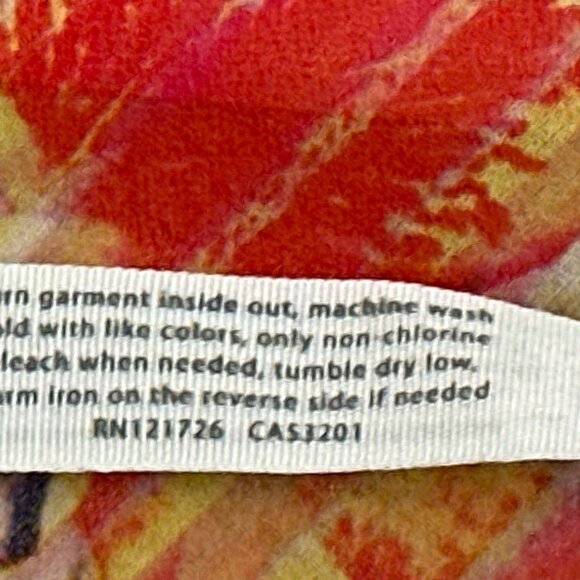 rn garment inside out, machine wash
old with like colors, only non chlorine
leach when needed, tumble dry low,
arm iron on the reverse side if needed
RN121726 CA53201